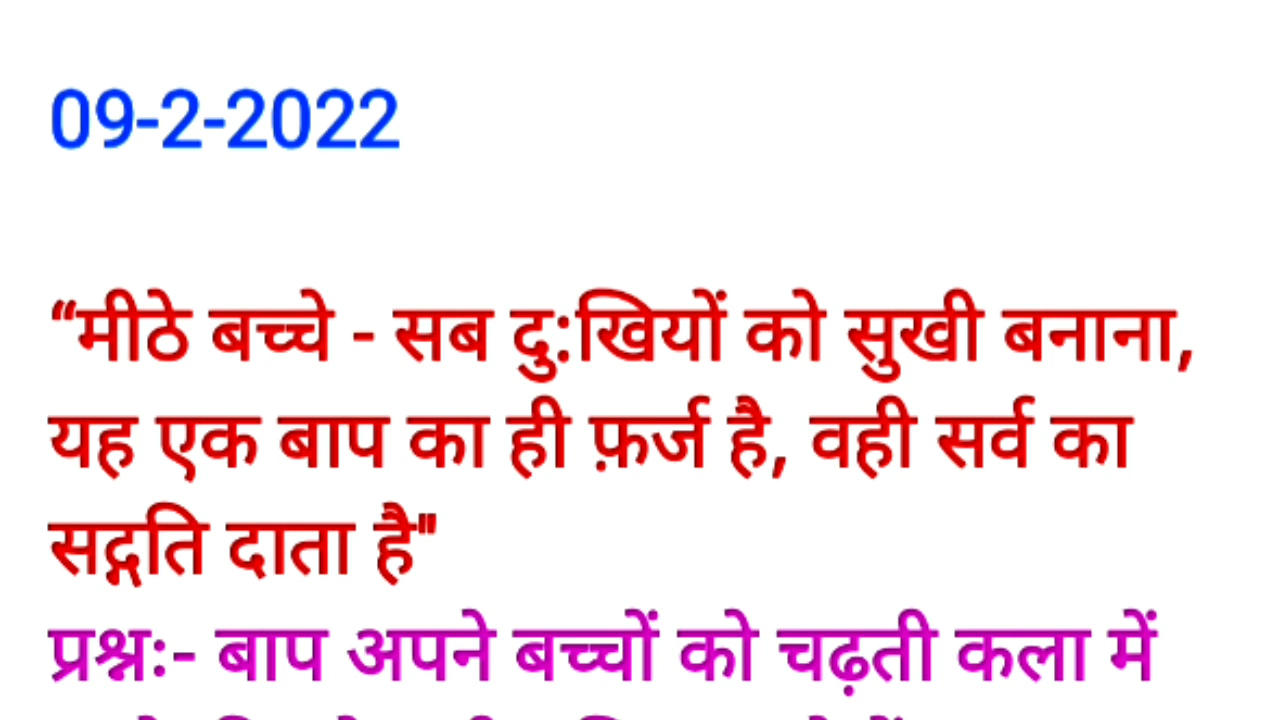 09-2-2022
“मीठे बच्चे - सब दु:खियों को सुखी बनाना,
यह एक बाप का ही फ़र्ज है, वही सर्व का
सद्गति दाता है"
प्रश्नः- बाप अपने बच्चों को चढ़ती कला में